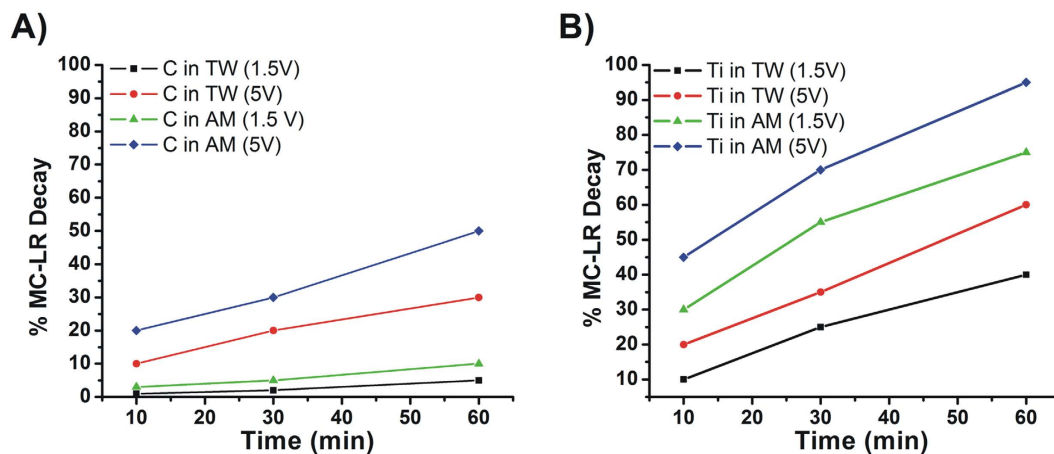 A)
C in TW (1.5V)
C in TW (5V)
C in AM (1.5 V)
C in AM (5V)
100
90
80
70
60
50
40
30
20
10
0
% MC-LR Decay
10 20 30 40 50 60
Time (min)
B)
Ti in TW (1.5V)
Ti in TW (5V)
Ti in AM (1.5V)
Ti in AM (5V)
100
90
80
70
60
50
40
30
20
10
% MC-LR Decay
10 20 30 40 50 60
Time (min)